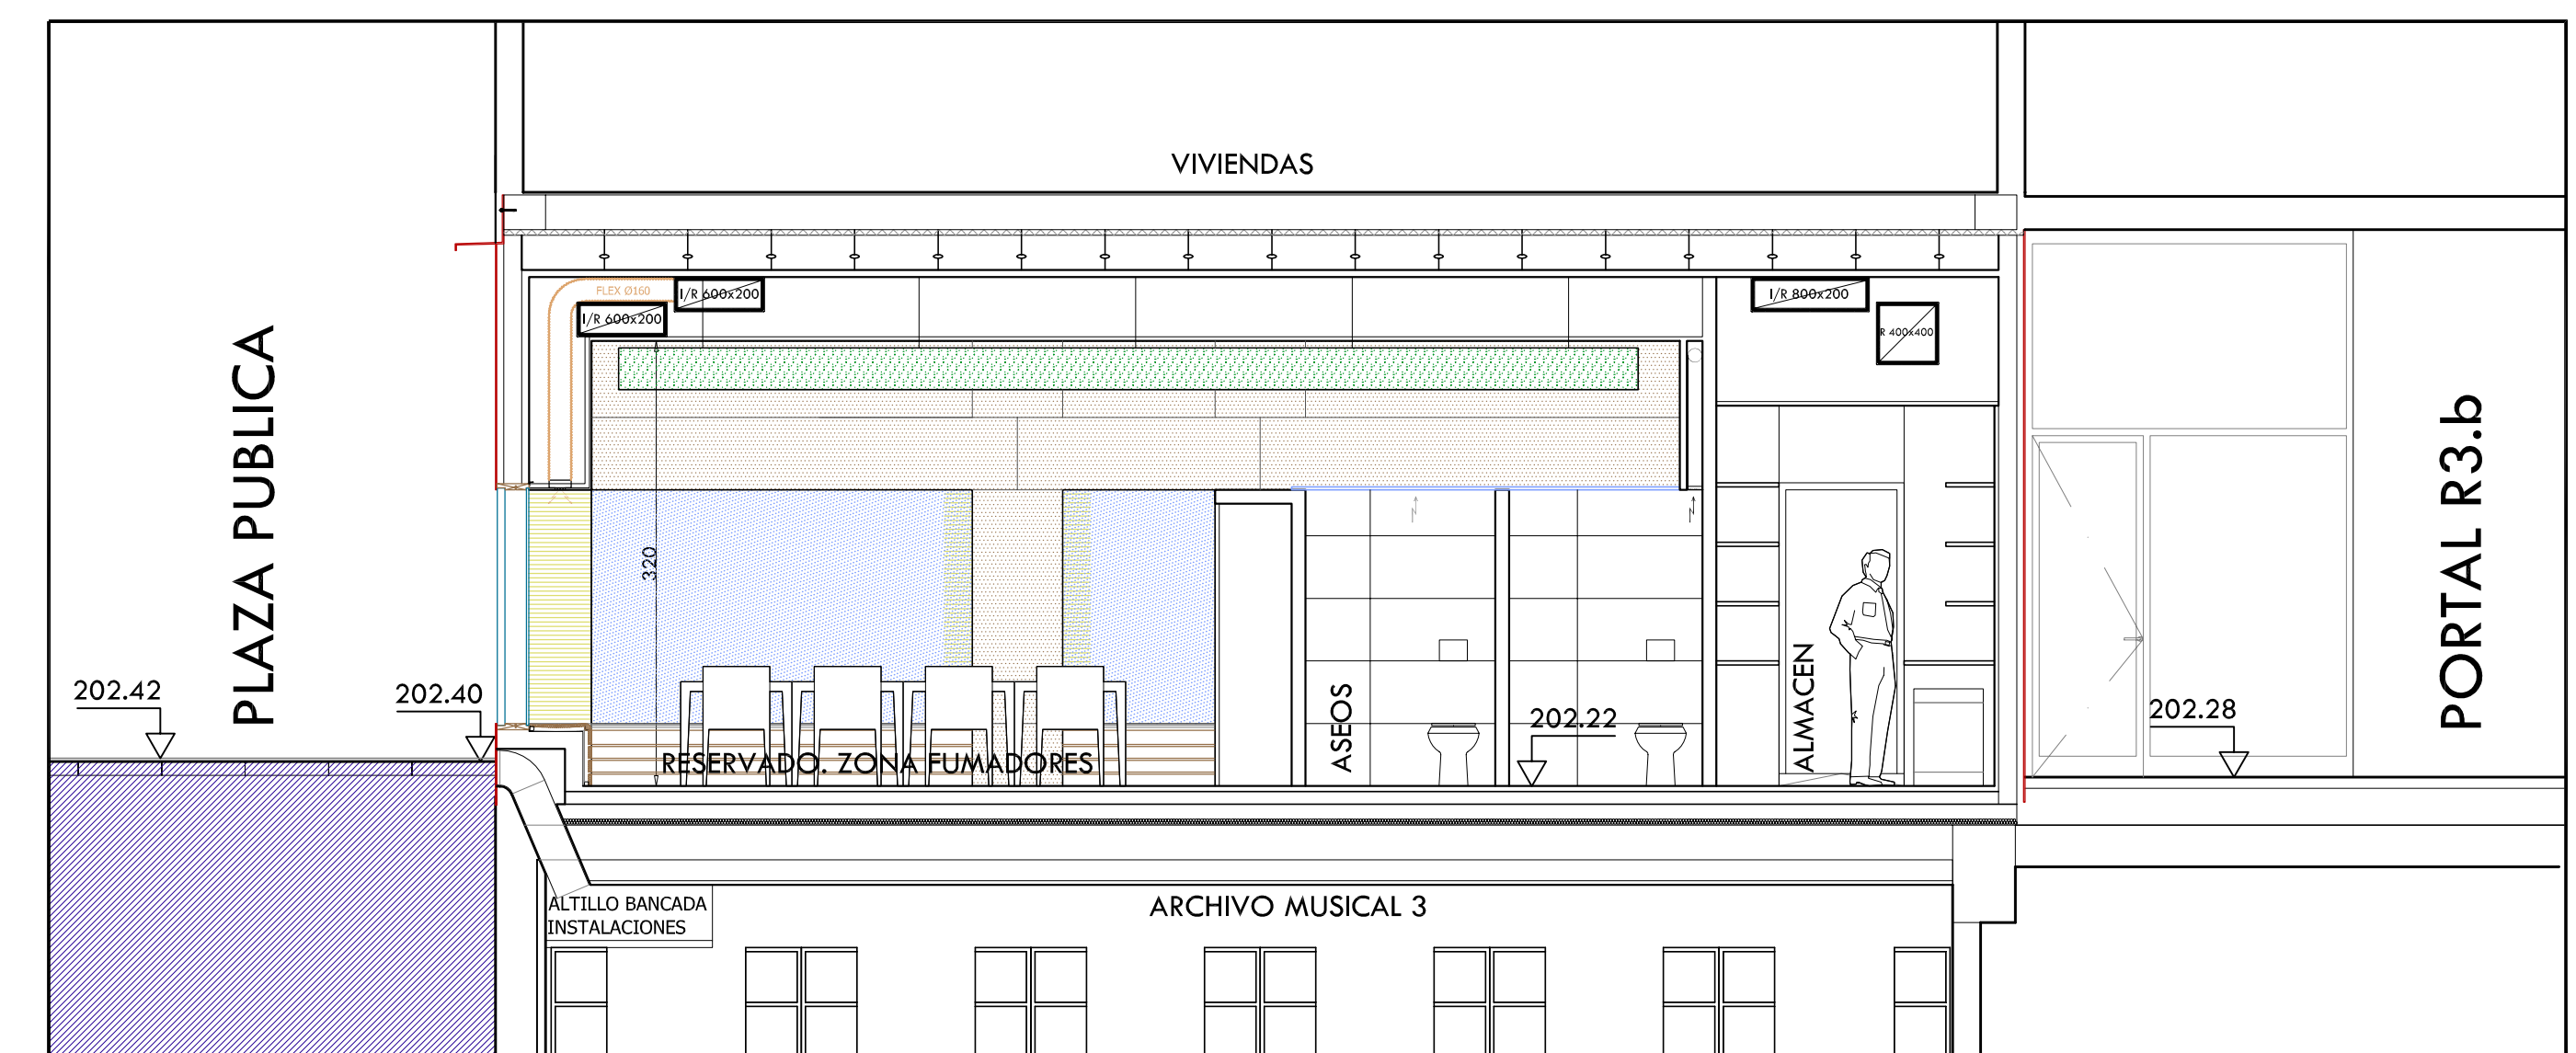 VIVIENDAS
FLEX Ø160
I/R 600x200
I/R 600x200
I/R 800x200
R 400x400
PLAZA PUBLICA
PORTAL R3.b
320
202.42
202.40
202.22
202.28
ASEOS
ALMACEN
RESERVADO. ZONA FUMADORES
ALTILLO BANCADA
INSTALACIONES
ARCHIVO MUSICAL 3